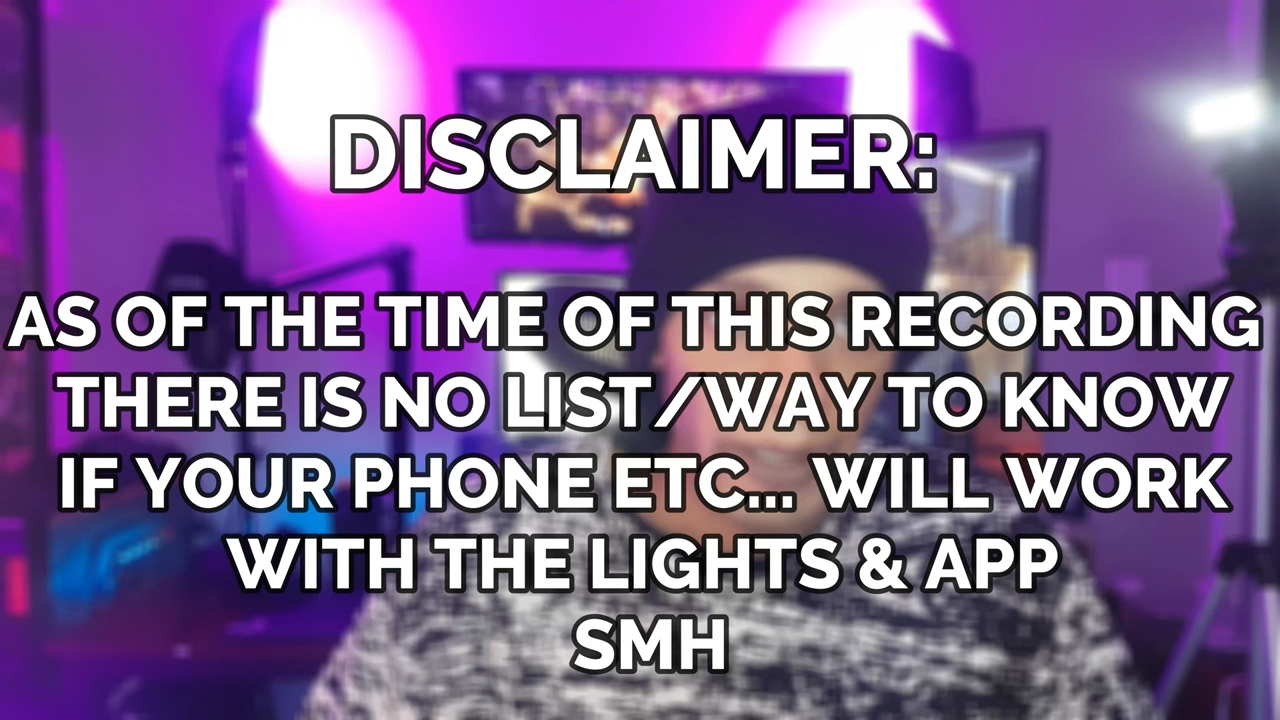 DISCLAIMER:
AS OF THE TIME OF THIS RECORDING
THERE IS NO LIST/WAY TO KNOW
IF YOUR PHONE ETC... WILL WORK
WITH THE LIGHTS & APP
SMH